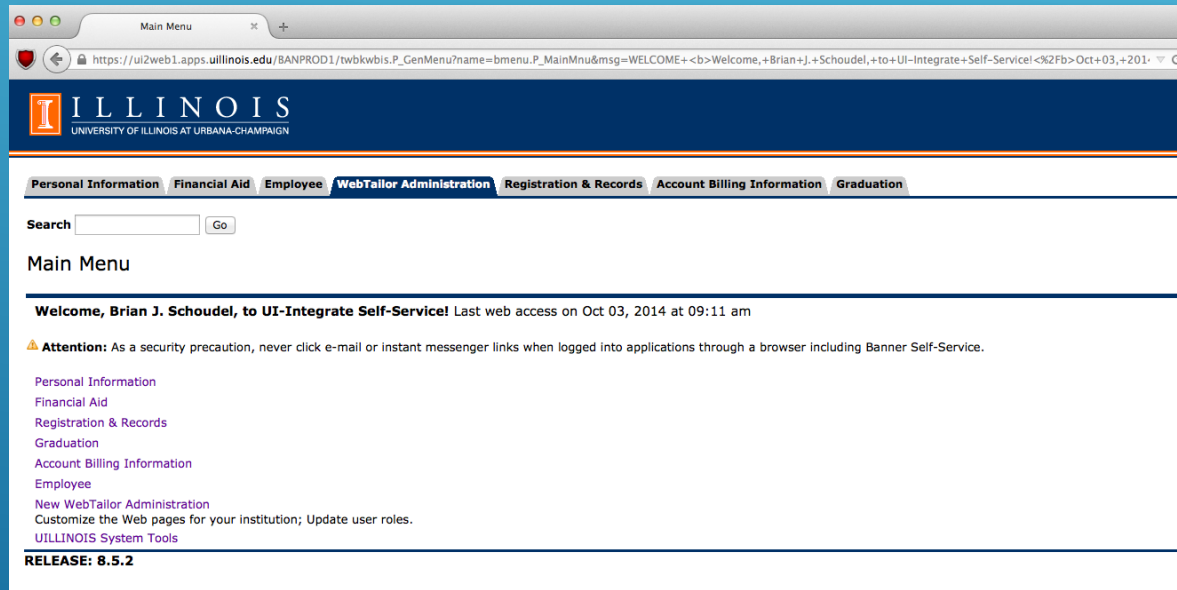 Main Menu
https://ui2web1.apps.uillinois.edu/BANPROD1/twbkwbis.P_GenMenu?name=bmenu.P_MainMnu&msg=WELCOME+<b>Welcome,+Brian+J.+Schoudel,+to+UI-Integrate+Self-Service!<%2Fb>Oct+03,+201
I
ILLINOIS
UNIVERSITY OF ILLINOIS AT URBANA-CHAMPAIGN
Personal Information Financial Aid Employee WebTailor Administration Registration & Records Account Billing Information Graduation
Search Go
Main Menu
Welcome, Brian J. Schoudel, to UI-Integrate Self-Service! Last web access on Oct 03, 2014 at 09:11 am
Attention: As a security precaution, never click e-mail or instant messenger links when logged into applications through a browser including Banner Self-Service.
Personal Information
Financial Aid
Registration & Records
Graduation
Account Billing Information
Employee
New WebTailor Administration
Customize the Web pages for your institution; Update user roles.
UILLINOIS System Tools
RELEASE: 8.5.2